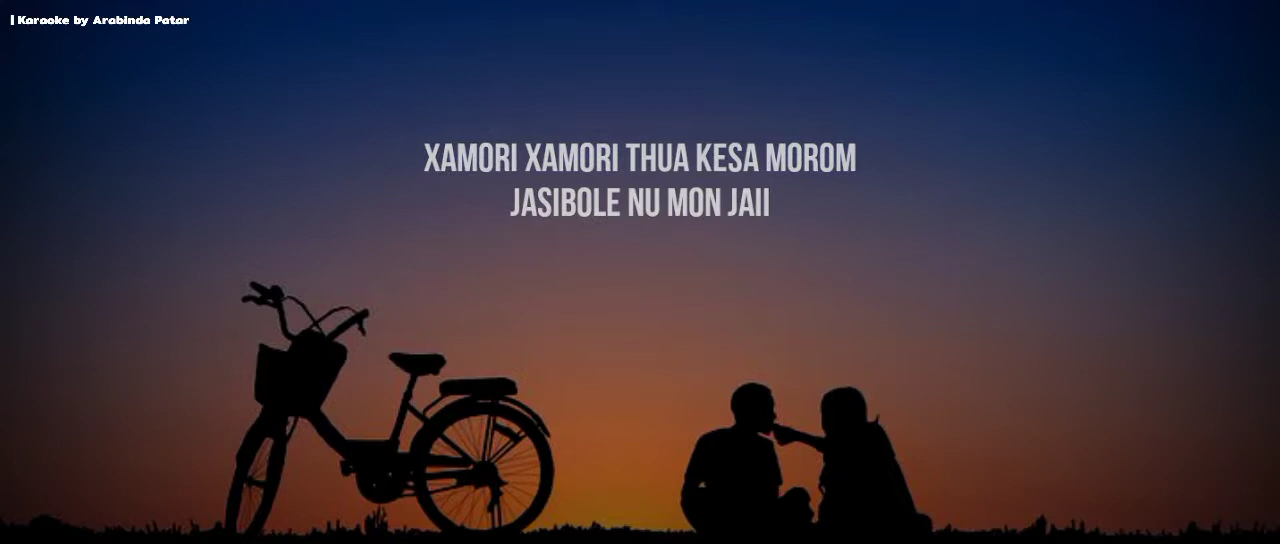 | Karaoke by Arabinda Patar
XAMORI XAMORI THUA KESA MOROM
JASIBOLE NU MON JAII